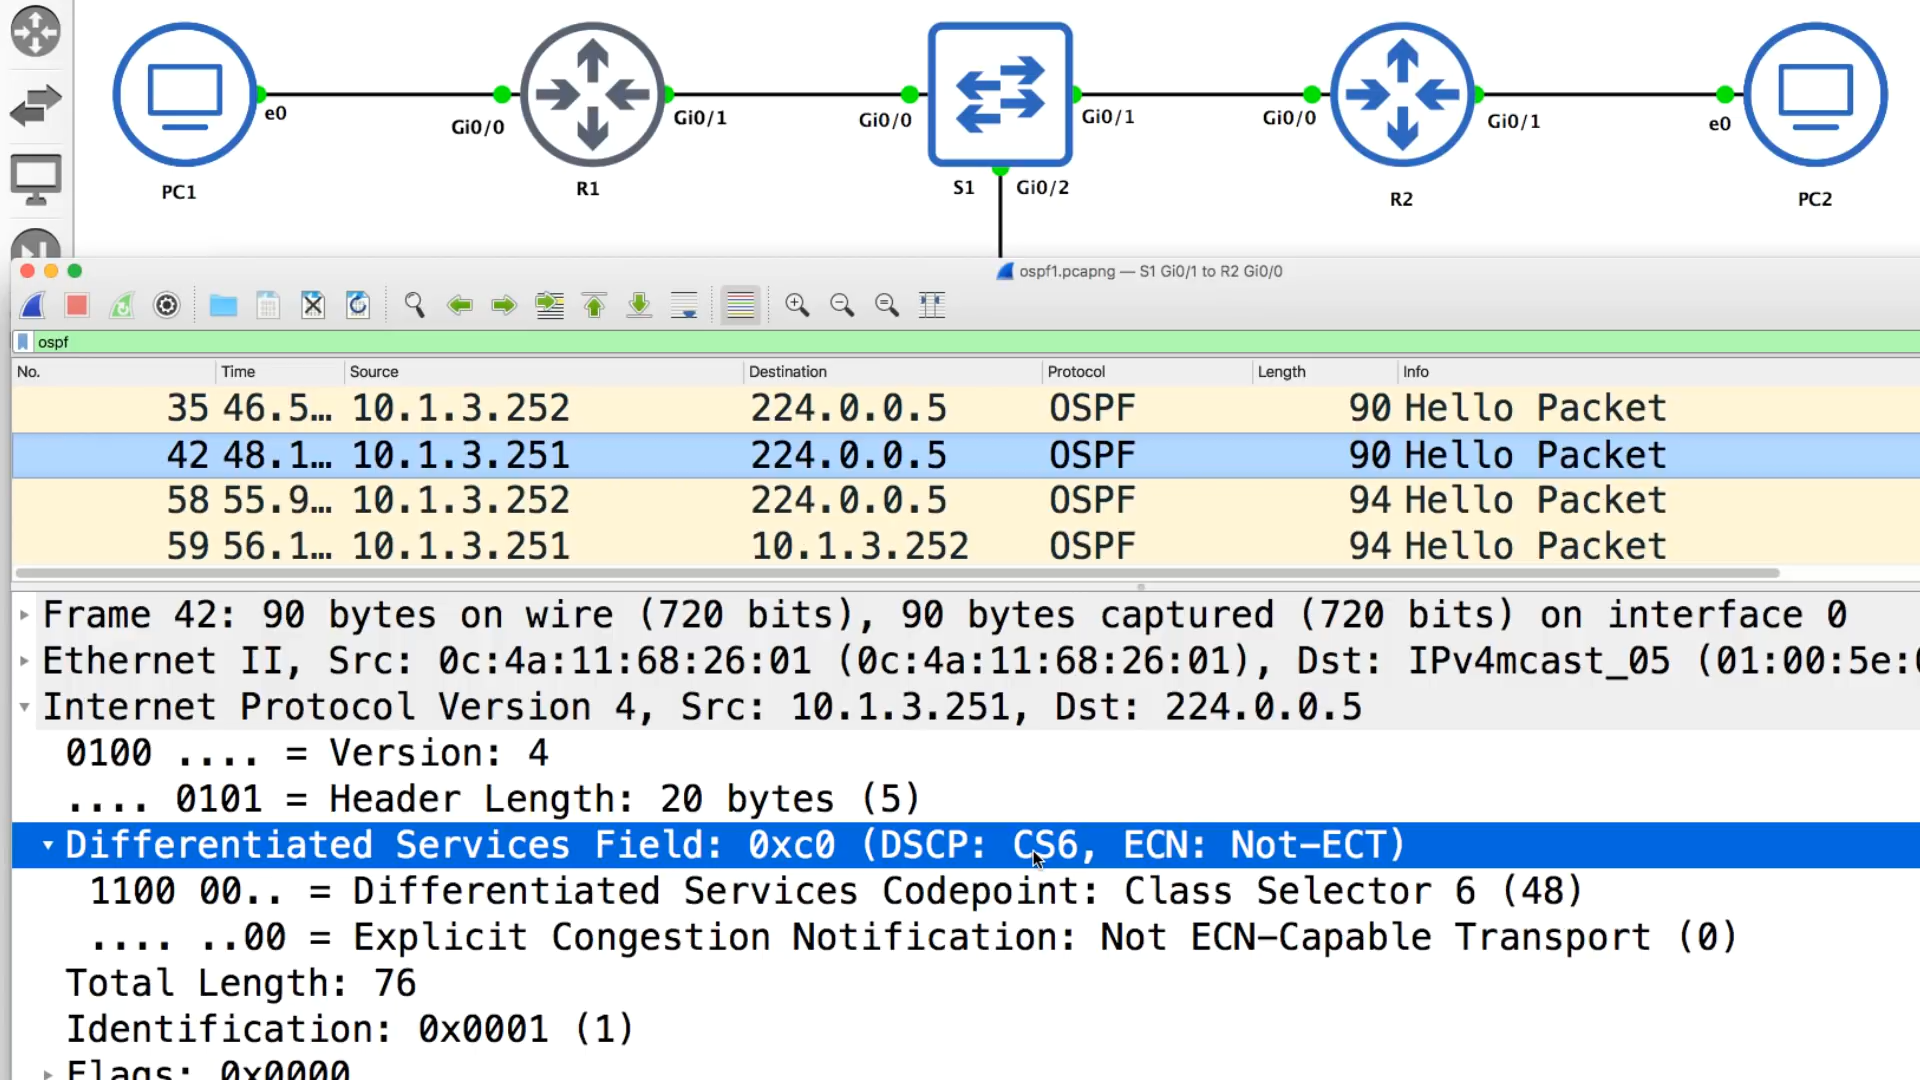 e0
Gi0/0
Gi0/1
Gi0/0
Gi0/1
Gi0/0
Gi0/1
e0
PC1
R1
S1
Gi0/2
R2
PC2
ospf1.pcapng — S1 Gi0/1 to R2 Gi0/0
ospf
No. Time Source Destination Protocol Length Info
35 46.5… 10.1.3.252 224.0.0.5 OSPF 90 Hello Packet
42 48.1… 10.1.3.251 224.0.0.5 OSPF 90 Hello Packet
58 55.9… 10.1.3.252 224.0.0.5 OSPF 94 Hello Packet
59 56.1… 10.1.3.251 10.1.3.252 OSPF 94 Hello Packet
Frame 42: 90 bytes on wire (720 bits), 90 bytes captured (720 bits) on interface 0
Ethernet II, Src: 0c:4a:11:68:26:01 (0c:4a:11:68:26:01), Dst: IPv4mcast_05 (01:00:5e:0
Internet Protocol Version 4, Src: 10.1.3.251, Dst: 224.0.0.5
0100 .... = Version: 4
.... 0101 = Header Length: 20 bytes (5)
Differentiated Services Field: 0xc0 (DSCP: CS6, ECN: Not-ECT)
1100 00.. = Differentiated Services Codepoint: Class Selector 6 (48)
.... ..00 = Explicit Congestion Notification: Not ECN-Capable Transport (0)
Total Length: 76
Identification: 0x0001 (1)
Flags: 0x0000